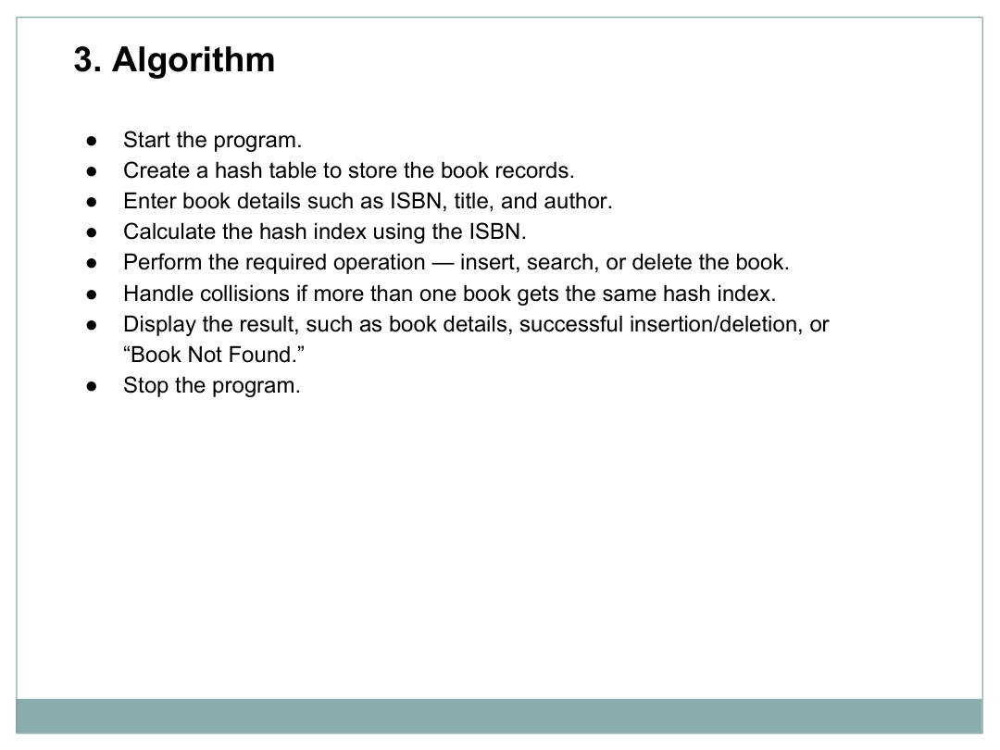 3. Algorithm
● Start the program.
● Create a hash table to store the book records.
● Enter book details such as ISBN, title, and author.
● Calculate the hash index using the ISBN.
● Perform the required operation — insert, search, or delete the book.
● Handle collisions if more than one book gets the same hash index.
● Display the result, such as book details, successful insertion/deletion, or
“Book Not Found.”
● Stop the program.